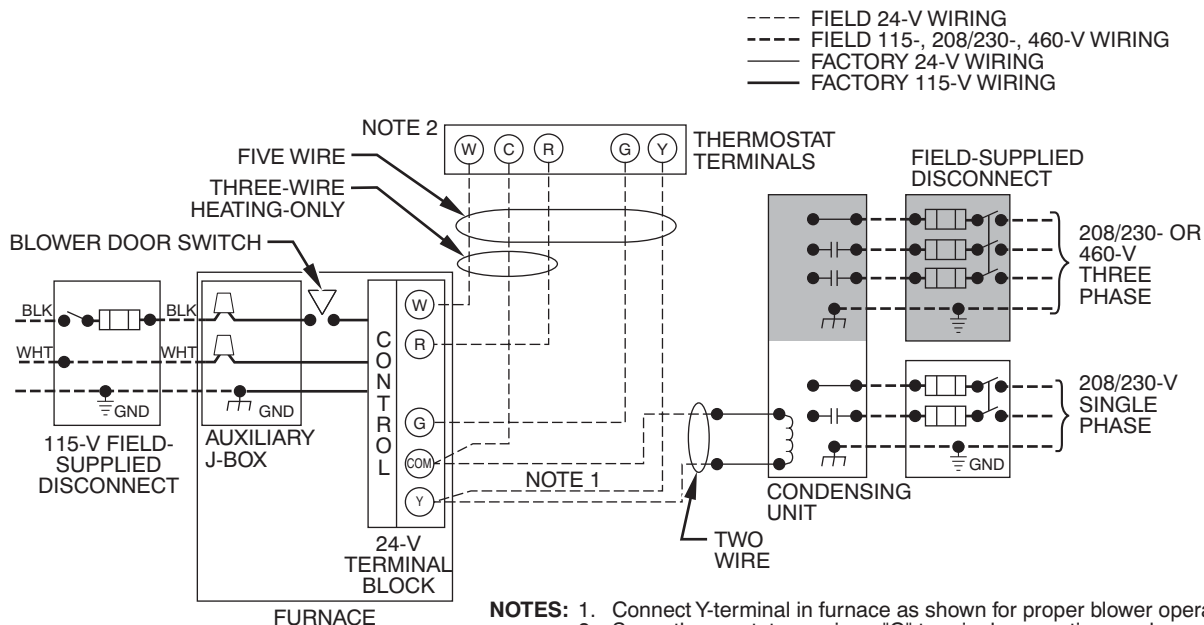 FIELD 24-V WIRING
FIELD 115-, 208/230-, 460-V WIRING
FACTORY 24-V WIRING
FACTORY 115-V WIRING
NOTE 2
W C R G Y
THERMOSTAT
TERMINALS
FIVE WIRE
THREE-WIRE
HEATING-ONLY
BLOWER DOOR SWITCH
FIELD-SUPPLIED
DISCONNECT
208/230- OR
460-V
THREE
PHASE
BLK
BLK
WHT
WHT
GND
GND
115-V FIELD-
SUPPLIED
DISCONNECT
AUXILIARY
J-BOX
CONTROL
W
R
G
COM
Y
NOTE 1
24-V
TERMINAL
BLOCK
FURNACE
TWO
WIRE
CONDENSING
UNIT
208/230-V
SINGLE
PHASE
GND
NOTES: 1. Connect Y-terminal in furnace as shown for proper blower opera